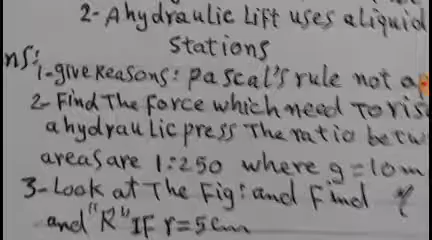 2- A hydraulic Lift uses a liquid
Stations
ns:
1- give Reasons: pascal's rule not
2- Find The Force which need To
a hydraulic press The ratio
areas are 1:250 where g=10m
3- Look at The Fig: and Find
and "R" IF r=5cm